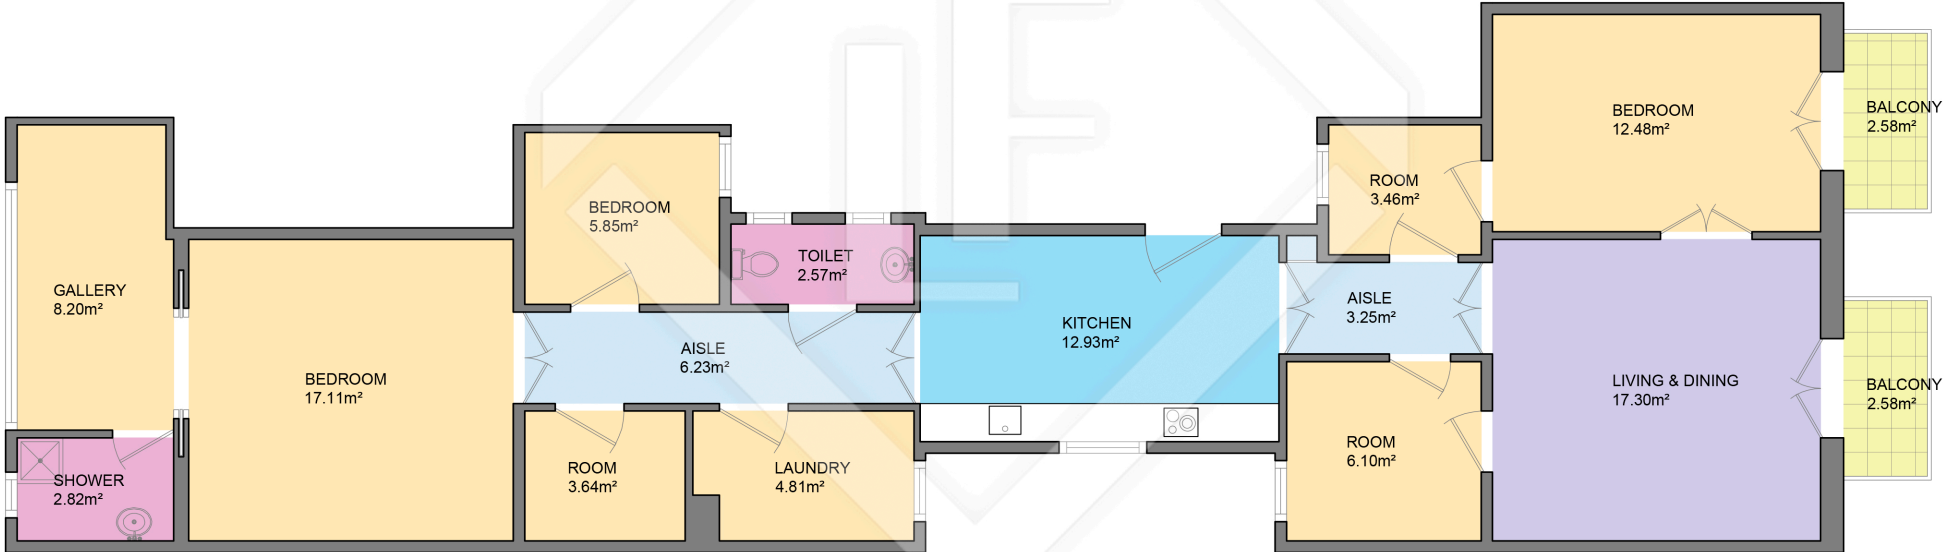 GALLERY
8.20m²
SHOWER
2.82m²
BEDROOM
17.11m²
BEDROOM
5.85m²
TOILET
2.57m²
AISLE
6.23m²
ROOM
3.64m²
LAUNDRY
4.81m²
KITCHEN
12.93m²
ROOM
3.46m²
AISLE
3.25m²
ROOM
6.10m²
BEDROOM
12.48m²
LIVING & DINING
17.30m²
BALCONY
2.58m²
BALCONY
2.58m²